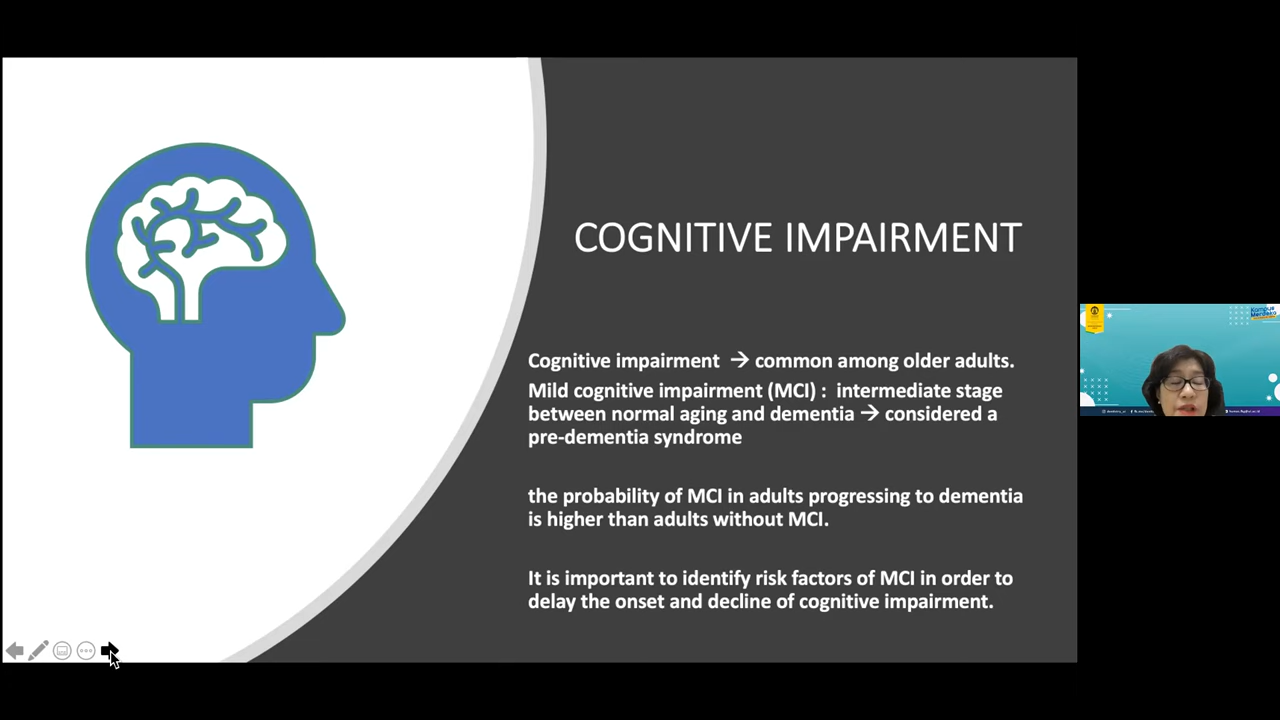 COGNITIVE IMPAIRMENT
Cognitive impairment → common among older adults.
Mild cognitive impairment (MCI) : intermediate stage
between normal aging and dementia → considered a
pre-dementia syndrome
the probability of MCI in adults progressing to dementia
is higher than adults without MCI.
It is important to identify risk factors of MCI in order to
delay the onset and decline of cognitive impairment.
Kampus
Merdeka